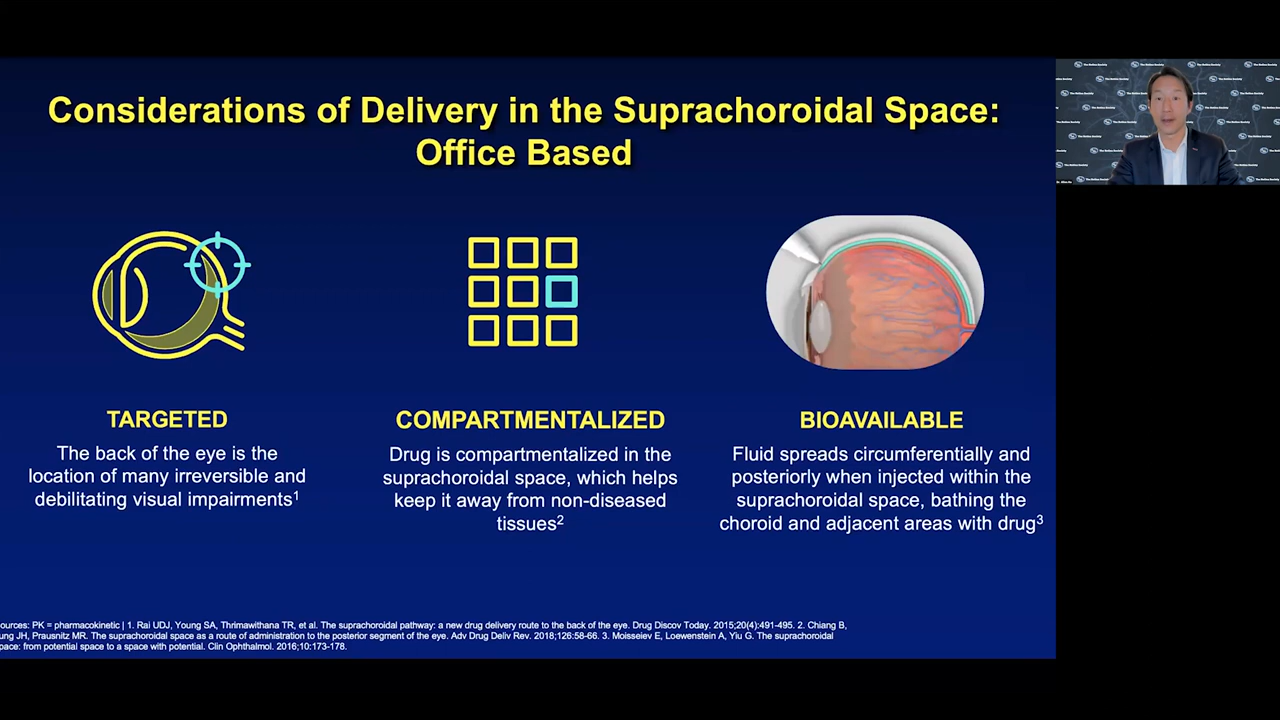 Considerations of Delivery in the Suprachoroidal Space:
Office Based
TARGETED
The back of the eye is the
location of many irreversible and
debilitating visual impairments1
COMPARTMENTALIZED
Drug is compartmentalized in the
suprachoroidal space, which helps
keep it away from non-diseased
tissues2
BIOAVAILABLE
Fluid spreads circumferentially and
posteriorly when injected within the
suprachoroidal space, bathing the
choroid and adjacent areas with drug3
ources: PK = pharmacokinetic | 1. Rai UDJ, Young SA, Thrimawithana TR, et al. The suprachoroidal pathway: a new drug delivery route to the back of the eye. Drug Discov Today. 2015;20(4):491-495. 2. Chiang B,
ung JH, Prausnitz MR. The suprachoroidal space as a route of administration to the posterior segment of the eye. Adv Drug Deliv Rev. 2018;126:58-66. 3. Moisseiev E, Loewenstein A, Yiu G. The suprachoroidal
pace: from potential space to a space with potential. Clin Ophthalmol. 2016;10:173-178.
The Retina Society